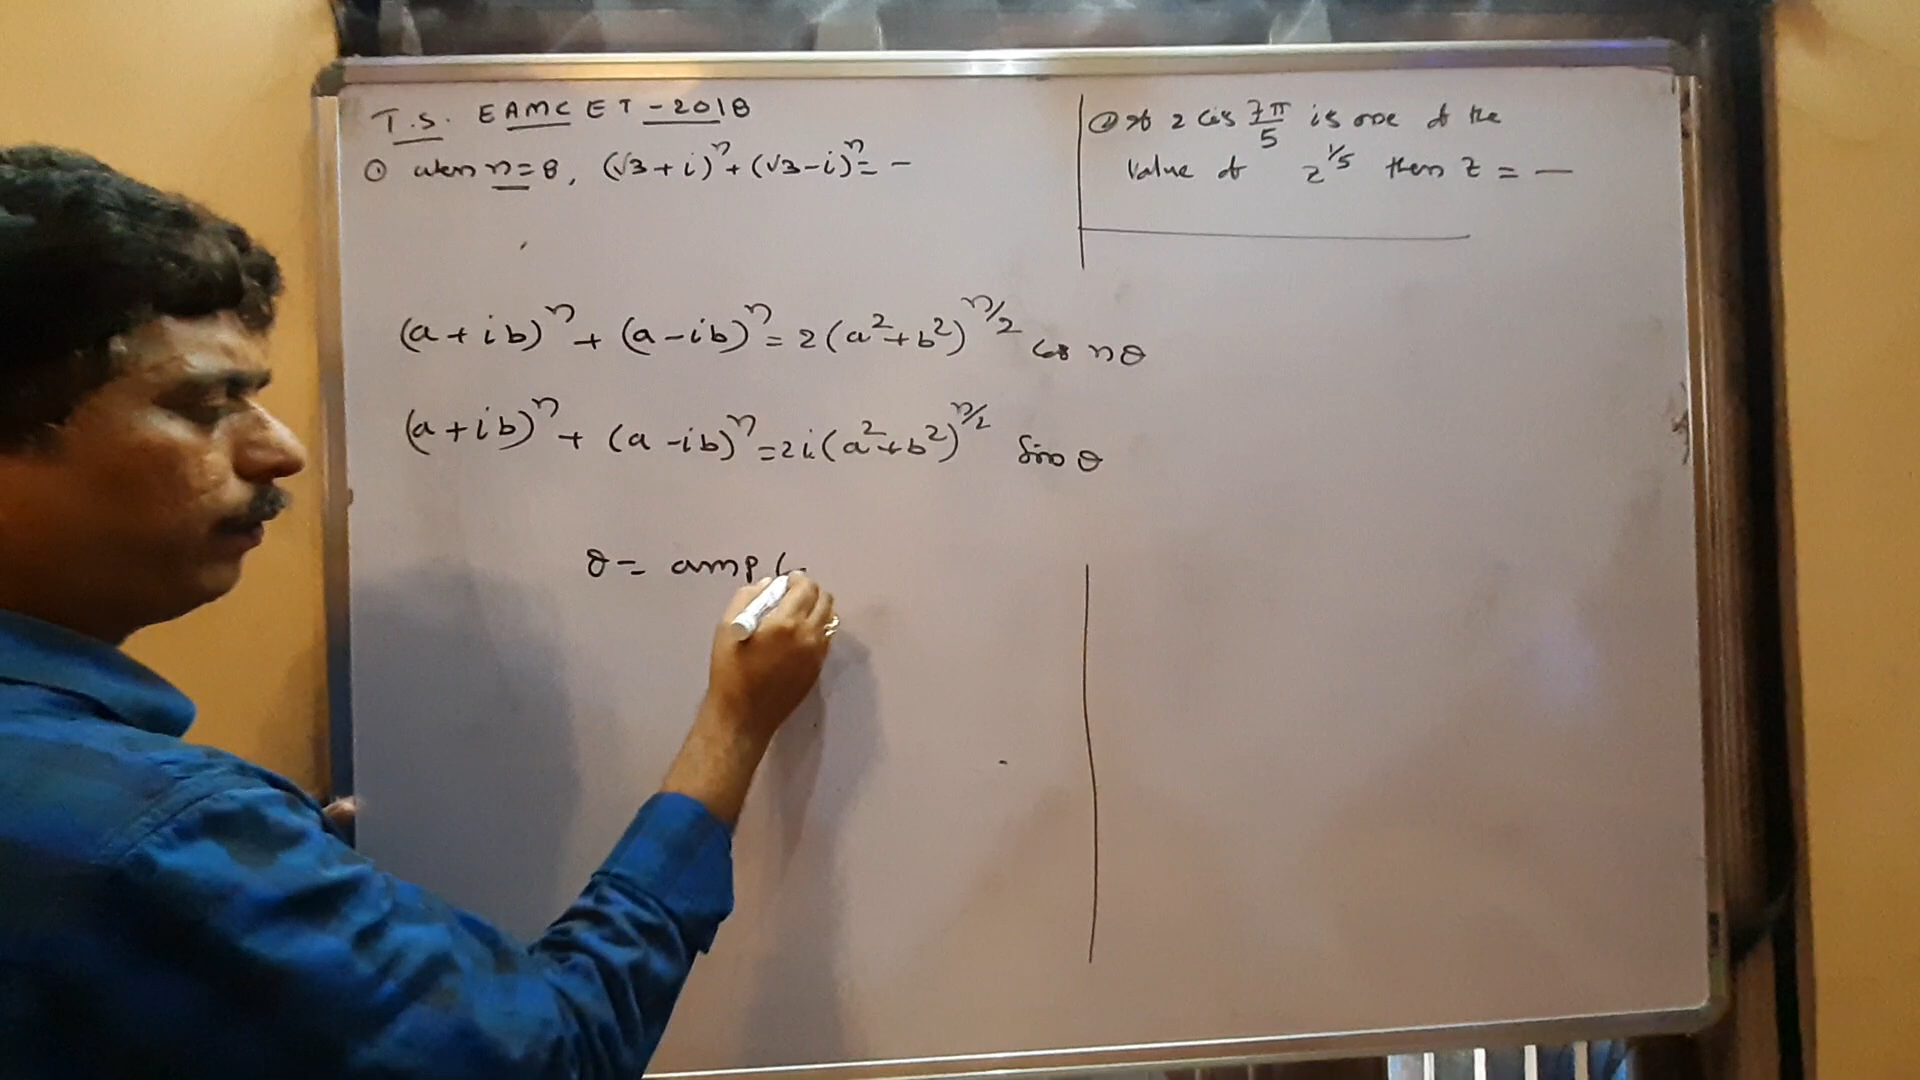 T.S. EAMCET - 2018
① when n=8, (√3+i)ⁿ+(√3-i)ⁿ= —
② If 2 cis 7π/5 is one of the
value of z^1/5 then z = —
(a+ib)ⁿ + (a-ib)ⁿ = 2(a²+b²)^n/2 cos nθ
(a+ib)ⁿ + (a-ib)ⁿ = 2i(a²+b²)^n/2 Sin θ
θ = amp (